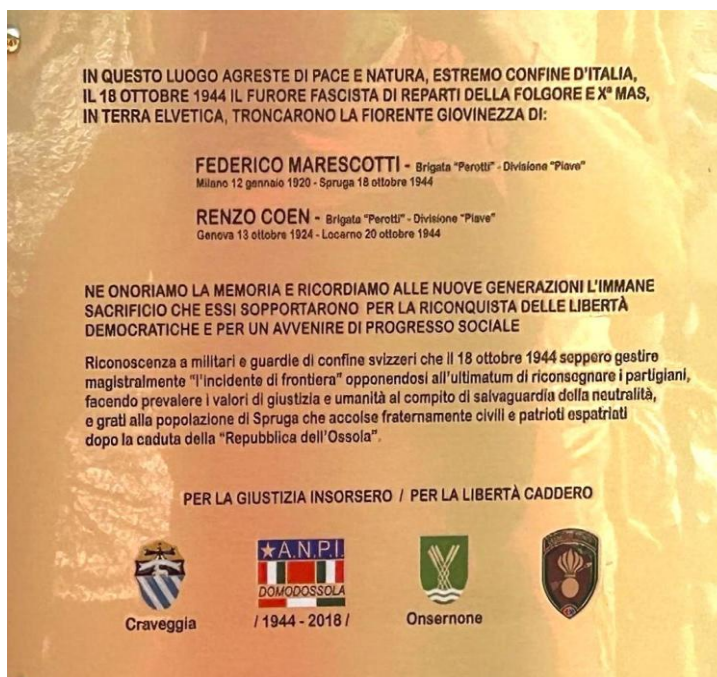 IN QUESTO LUOGO AGRESTE DI PACE E NATURA, ESTREMO CONFINE D'ITALIA,
IL 18 OTTOBRE 1944 IL FURORE FASCISTA DI REPARTI DELLA FOLGORE E Xª MAS,
IN TERRA ELVETICA, TRONCARONO LA FIORENTE GIOVINEZZA DI:
FEDERICO MARESCOTTI - Brigata "Perotti" - Divisione "Piave"
Milano 12 gennaio 1920 - Spruga 18 ottobre 1944
RENZO COEN - Brigata "Perotti" - Divisione "Piave"
Genova 13 ottobre 1924 - Locarno 20 ottobre 1944
NE ONORIAMO LA MEMORIA E RICORDIAMO ALLE NUOVE GENERAZIONI L'IMMANE
SACRIFICIO CHE ESSI SOPPORTARONO PER LA RICONQUISTA DELLE LIBERTÀ
DEMOCRATICHE E PER UN AVVENIRE DI PROGRESSO SOCIALE
Riconoscenza a militari e guardie di confine svizzeri che il 18 ottobre 1944 seppero gestire
magistralmente "l'incidente di frontiera" opponendosi all'ultimatum di riconsegnare i partigiani,
facendo prevalere i valori di giustizia e umanità al compito di salvaguardia della neutralità,
e grati alla popolazione di Spruga che accolse fraternamente civili e patrioti espatriati
dopo la caduta della "Repubblica dell'Ossola".
PER LA GIUSTIZIA INSORSERO / PER LA LIBERTÀ CADDERO
A.N.P.I.
DOMODOSSOLA
Craveggia
/ 1944 - 2018 /
Onsernone